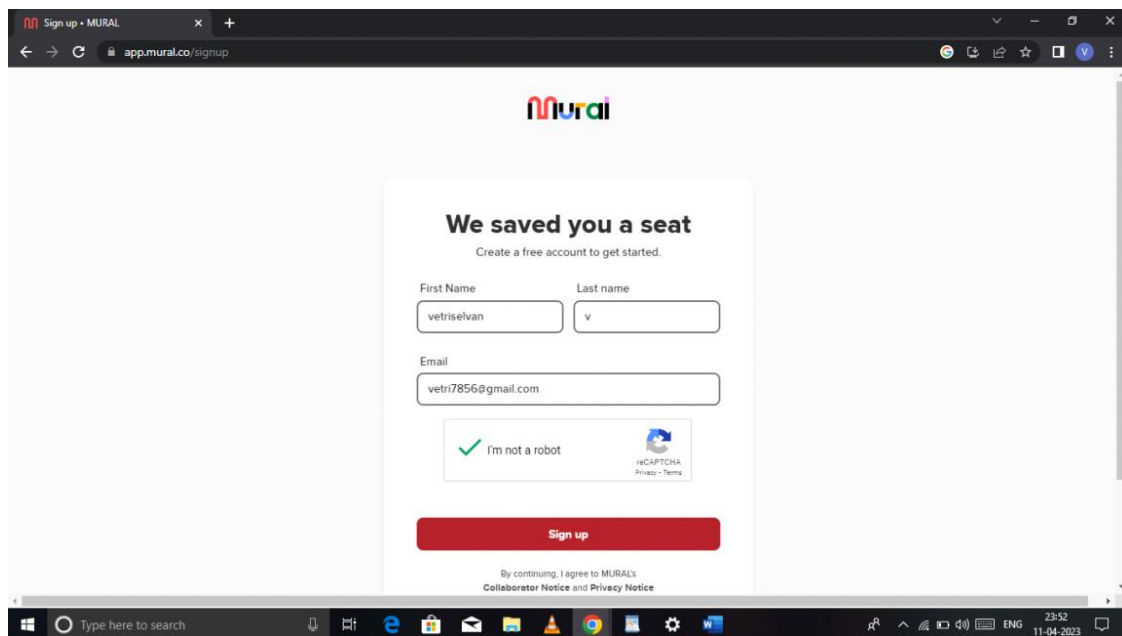 Sign up • MURAL
app.mural.co/signup
V
Mural
We saved you a seat
Create a free account to get started.
First Name Last name
vetriselvan v
Email
vetri7856@gmail.com
I'm not a robot
reCAPTCHA
Privacy - Terms
Sign up
By continuing, I agree to MURAL's
Collaborator Notice and Privacy Notice
Type here to search
ENG
23:52
11-04-2023